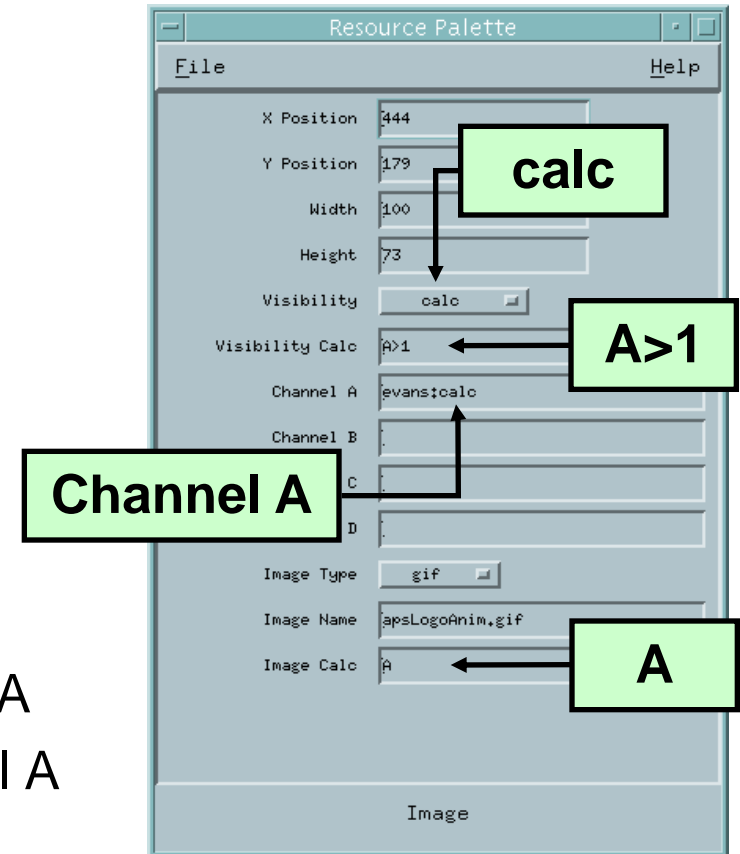 Resource Palette
File Help
X Position 444
Y Position 179
calc
Width 100
Height 73
Visibility calc
Visibility Calc A>1
A>1
Channel A evans:calc
Channel B
Channel A
C
D
Image Type gif
Image Name apsLogoAnim.gif
Image Calc A
A
A
l A
Image